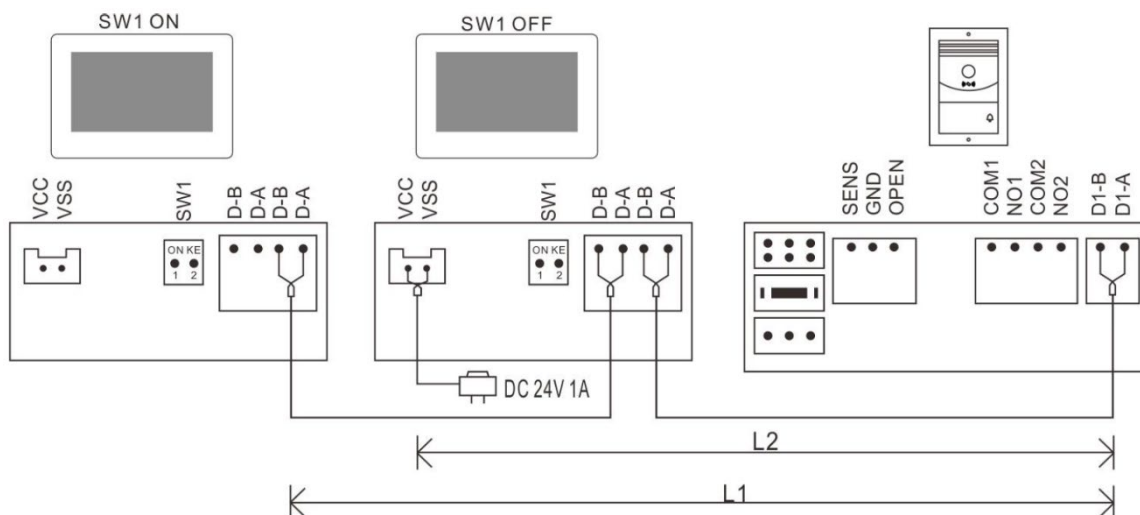 SW1 ON
SW1 OFF
VCC
VSS
SW1
D-B
D-A
D-B
D-A
VCC
VSS
SW1
D-B
D-A
D-B
D-A
SENS
GND
OPEN
COM1
NO1
COM2
NO2
D1-B
D1-A
ON KE
1 2
ON KE
1 2
DC 24V 1A
L2
L1